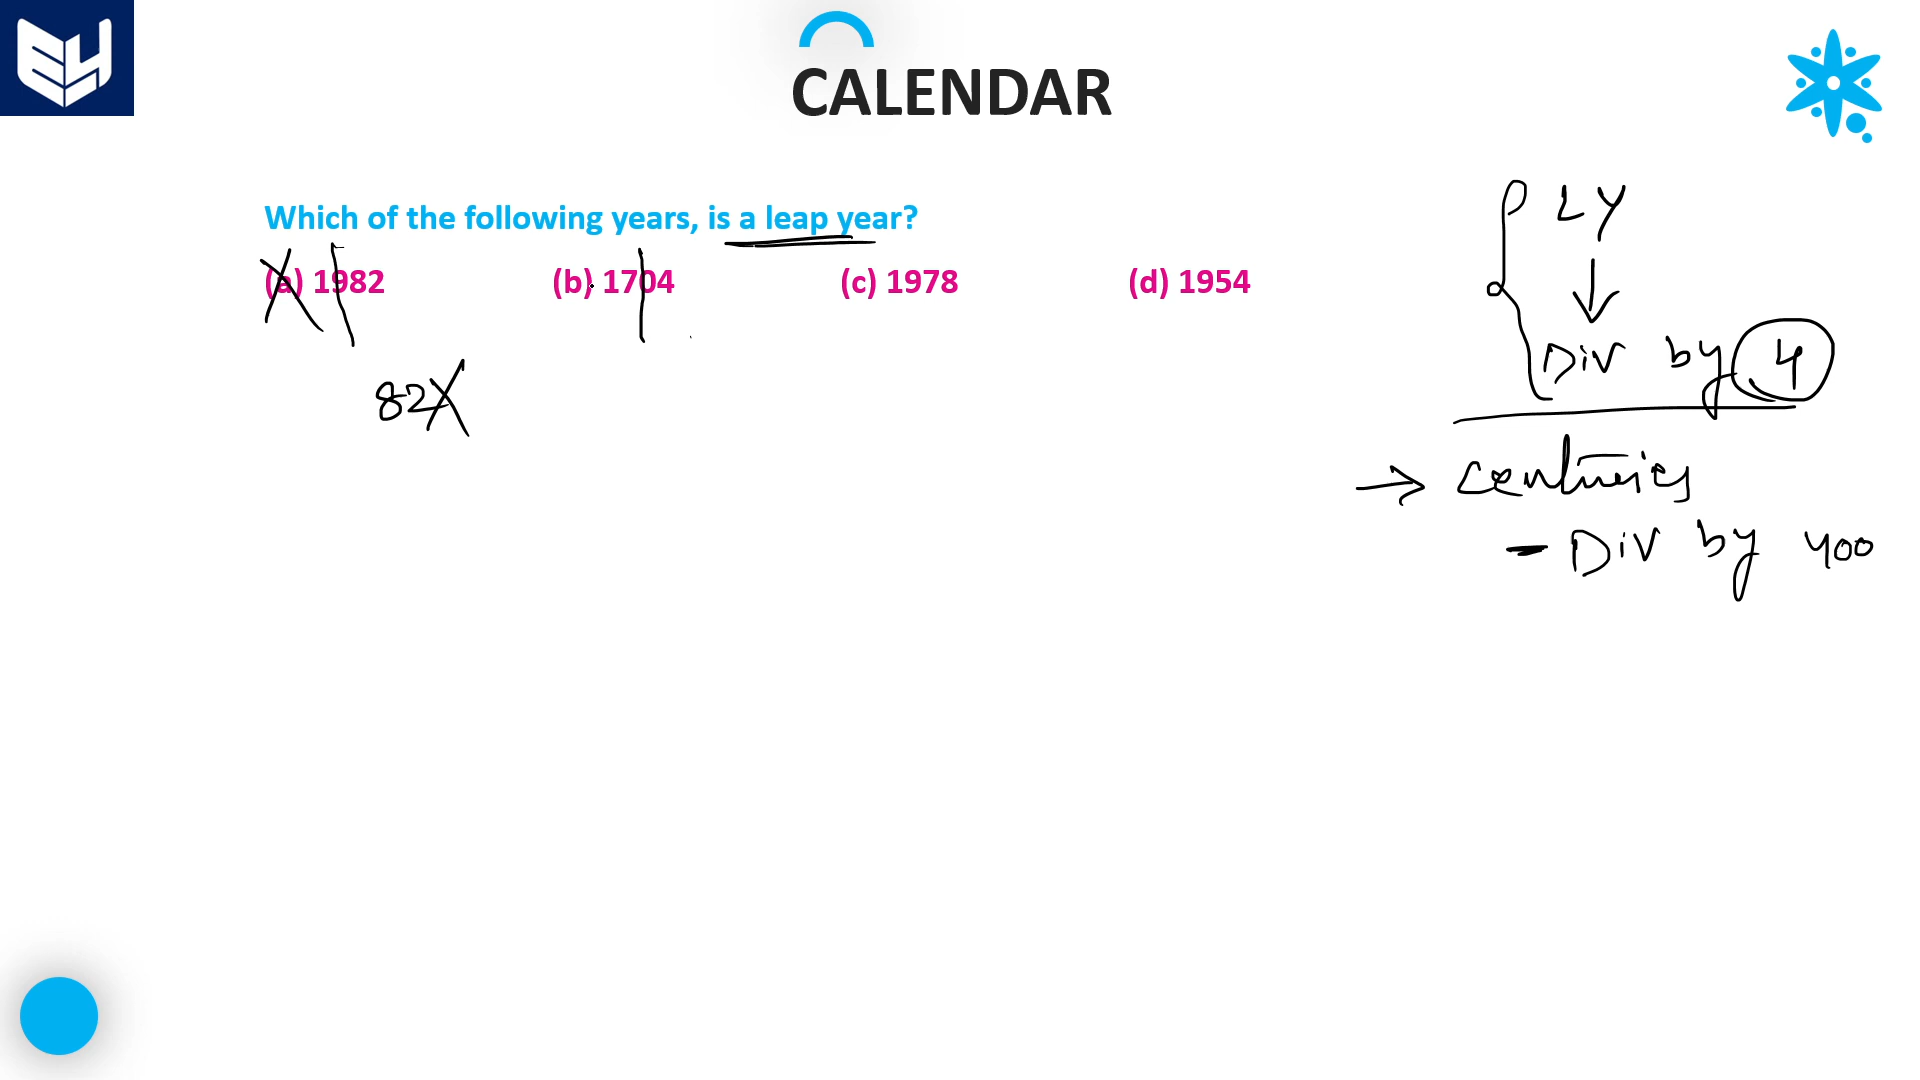 CALENDAR
Which of the following years, is a leap year?
(a) 1982 (b) 1704 (c) 1978 (d) 1954
82X
LY
Div by 4
→ centuries
- Div by 400